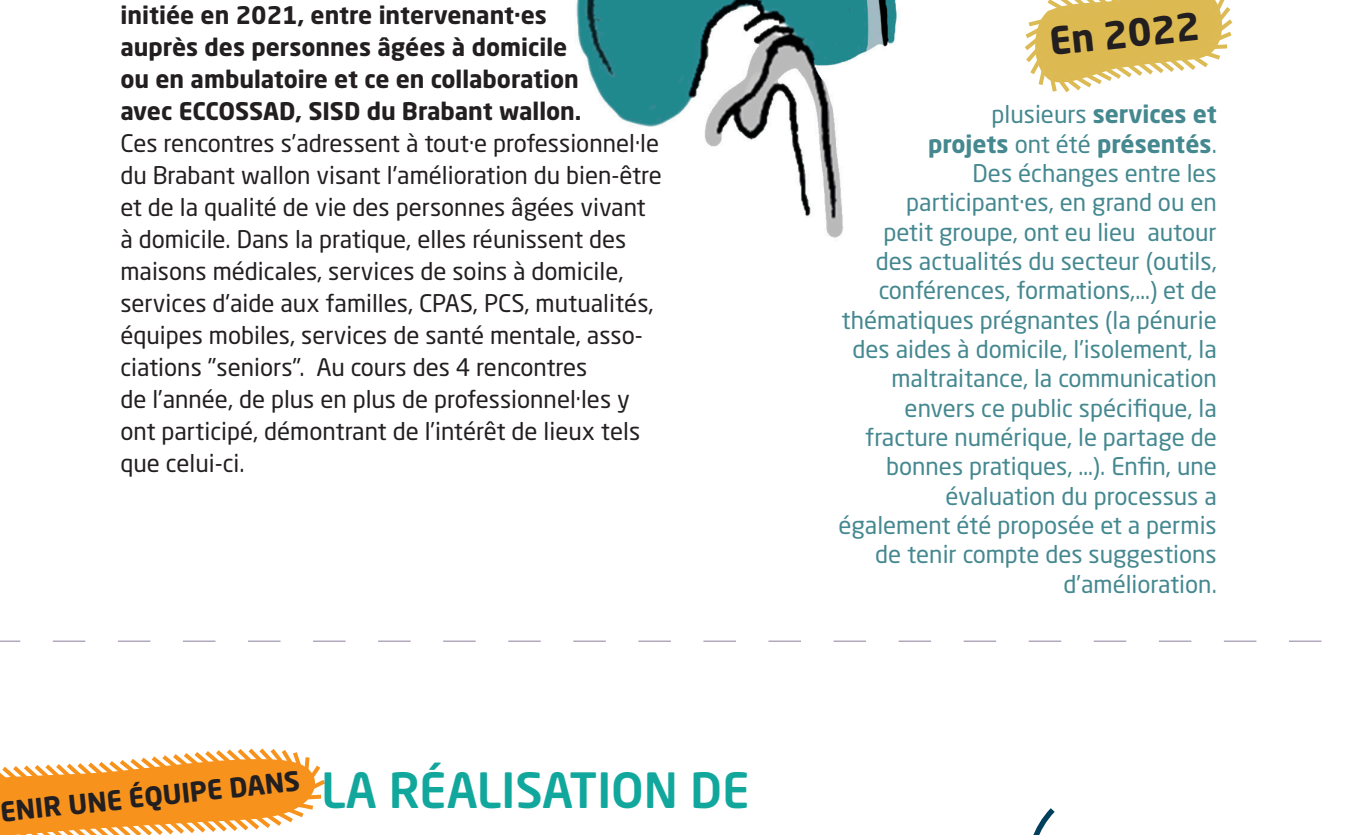 initiée en 2021, entre intervenant·es
auprès des personnes âgées à domicile
ou en ambulatoire et ce en collaboration
avec ECCOSSAD, SISD du Brabant wallon.
Ces rencontres s'adressent à tout·e professionnel·le
du Brabant wallon visant l'amélioration du bien-être
et de la qualité de vie des personnes âgées vivant
à domicile. Dans la pratique, elles réunissent des
maisons médicales, services de soins à domicile,
services d'aide aux familles, CPAS, PCS, mutualités,
équipes mobiles, services de santé mentale, asso-
ciations "seniors". Au cours des 4 rencontres
de l'année, de plus en plus de professionnel·les y
ont participé, démontrant de l'intérêt de lieux tels
que celui-ci.
En 2022
plusieurs services et
projets ont été présentés.
Des échanges entre les
participant·es, en grand ou en
petit groupe, ont eu lieu autour
des actualités du secteur (outils,
conférences, formations,...) et de
thématiques prégnantes (la pénurie
des aides à domicile, l'isolement, la
maltraitance, la communication
envers ce public spécifique, la
fracture numérique, le partage de
bonnes pratiques, ...). Enfin, une
évaluation du processus a
également été proposée et a permis
de tenir compte des suggestions
d'amélioration.
ENIR UNE ÉQUIPE DANS LA RÉALISATION DE